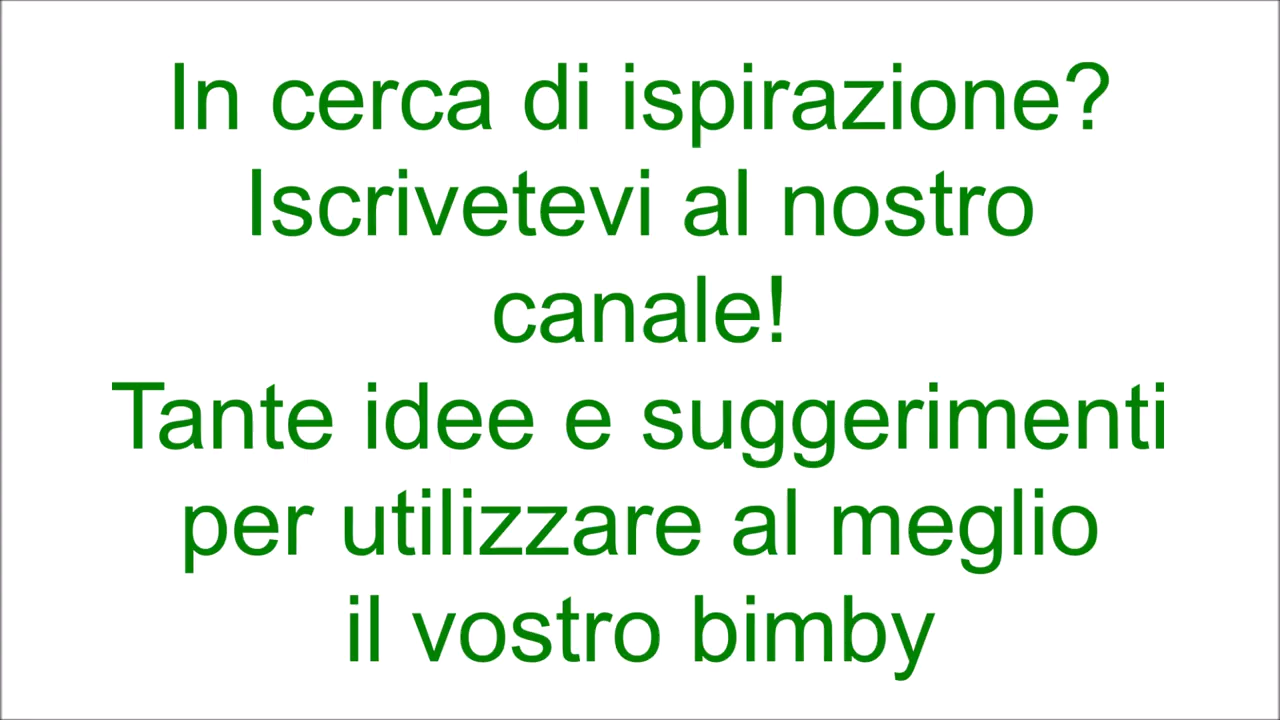 In cerca di ispirazione?
Iscrivetevi al nostro
canale!
Tante idee e suggerimenti
per utilizzare al meglio
il vostro bimby